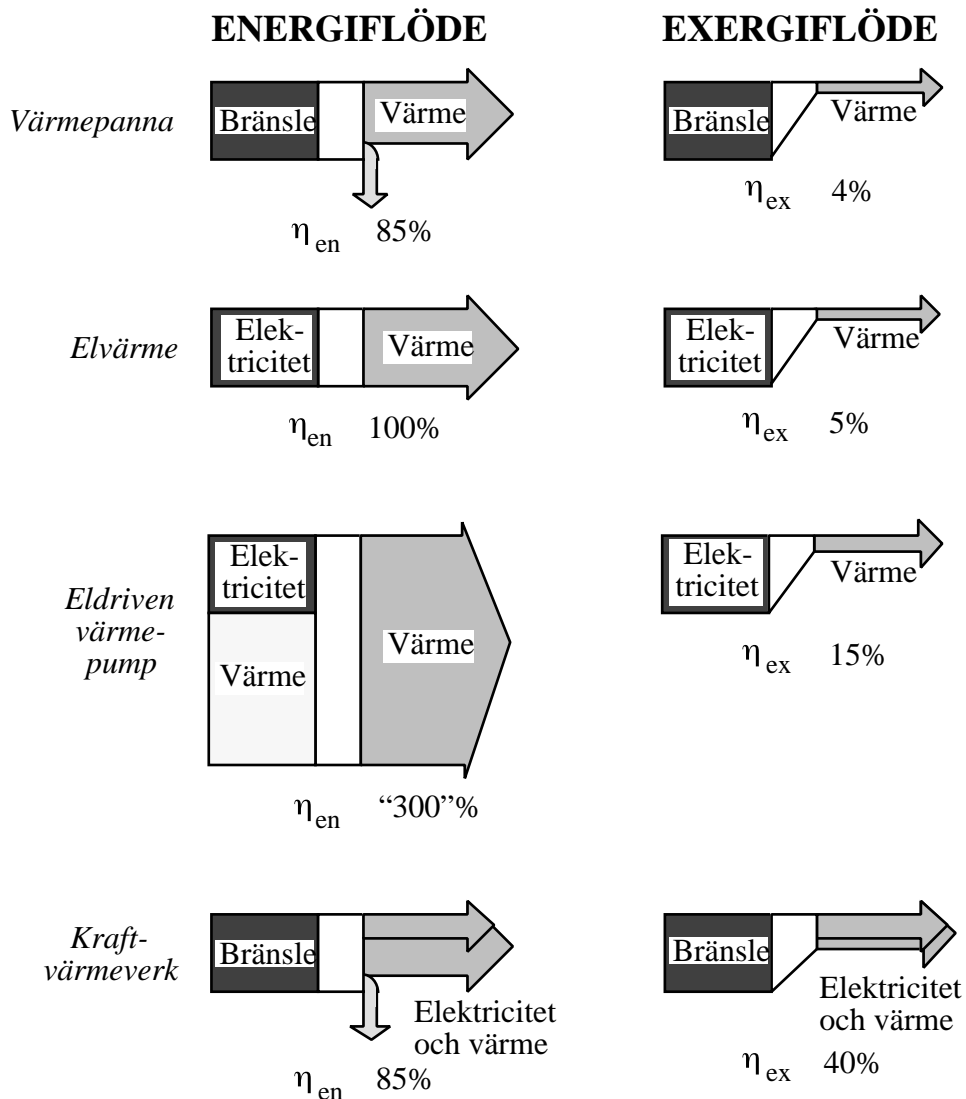 ENERGIFLÖDE
EXERGIFLÖDE
Värmepanna
Bränsle
Värme
η en 85%
Bränsle
Värme
η ex 4%
Elvärme
Elek-
tricitet
Värme
η en 100%
Elek-
tricitet
Värme
η ex 5%
Eldriven
värme-
pump
Elek-
tricitet
Värme
Värme
η en “300”%
Elek-
tricitet
Värme
η ex 15%
Kraft-
värmeverk
Bränsle
Elektricitet
och värme
η en 85%
Bränsle
Elektricitet
och värme
η ex 40%